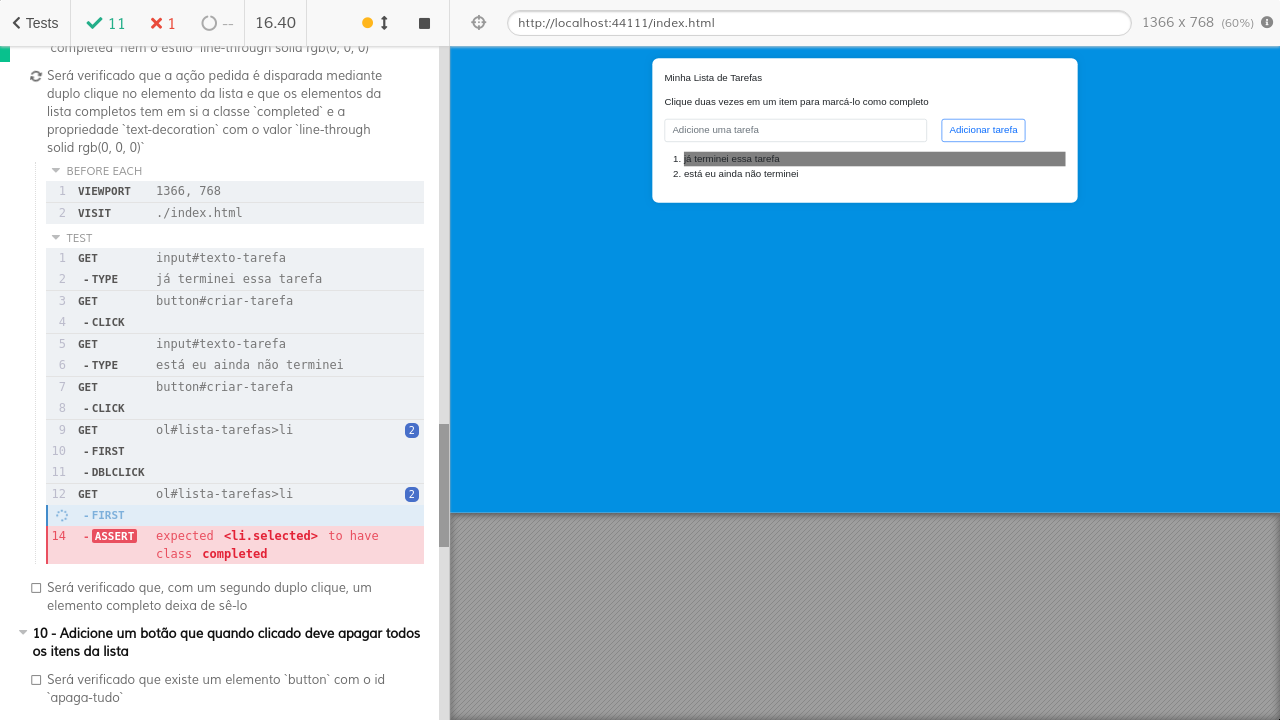 Tests 11 1 -- 16.40 http://localhost:44111/index.html 1366 x 768 (60%)
`completed` nem o estilo `line-through solid rgb(0, 0, 0)`
Será verificado que a ação pedida é disparada mediante
duplo clique no elemento da lista e que os elementos da
lista completos tem em si a classe `completed` e a
propriedade `text-decoration` com o valor `line-through
solid rgb(0, 0, 0)`
BEFORE EACH
1 VIEWPORT 1366, 768
2 VISIT ./index.html
TEST
1 GET input#texto-tarefa
2 -TYPE já terminei essa tarefa
3 GET button#criar-tarefa
4 -CLICK
5 GET input#texto-tarefa
6 -TYPE está eu ainda não terminei
7 GET button#criar-tarefa
8 -CLICK
9 GET ol#lista-tarefas>li 2
10 -FIRST
11 -DBLCLICK
12 GET ol#lista-tarefas>li 2
-FIRST
14 -ASSERT expected <li.selected> to have
class completed
Será verificado que, com um segundo duplo clique, um
elemento completo deixa de sê-lo
10 - Adicione um botão que quando clicado deve apagar todos
os itens da lista
Será verificado que existe um elemento `button` com o id
`apaga-tudo`
Minha Lista de Tarefas
Clique duas vezes em um item para marcá-lo como completo
Adicione uma tarefa Adicionar tarefa
1. já terminei essa tarefa
2. está eu ainda não terminei